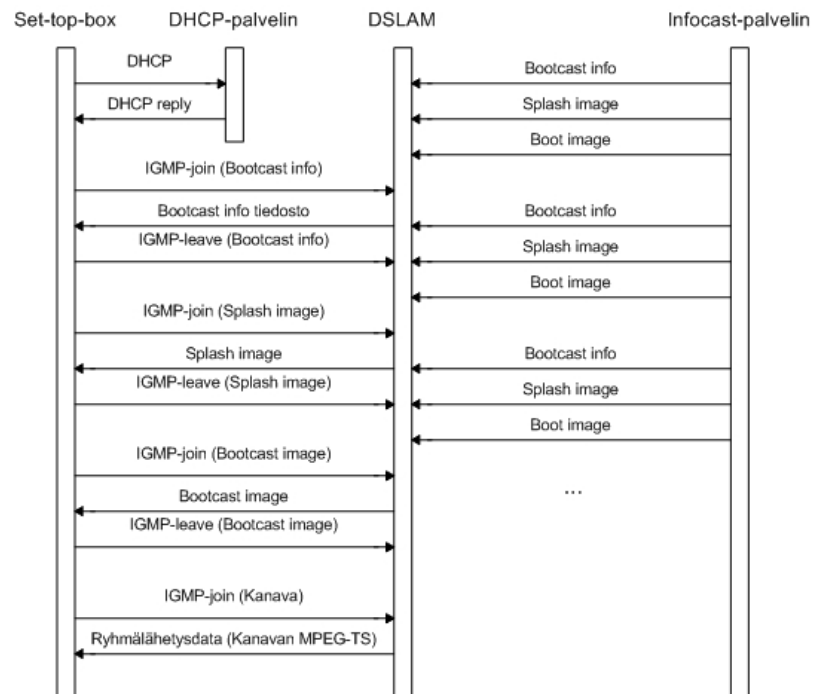 Set-top-box DHCP-palvelin DSLAM Infocast-palvelin
DHCP
Bootcast info
DHCP reply
Splash image
Boot image
IGMP-join (Bootcast info)
Bootcast info tiedosto
Bootcast info
IGMP-leave (Bootcast info)
Splash image
Boot image
IGMP-join (Splash image)
Splash image
Bootcast info
IGMP-leave (Splash image)
Splash image
Boot image
IGMP-join (Bootcast image)
Bootcast image
...
IGMP-leave (Bootcast image)
IGMP-join (Kanava)
Ryhmälähetysdata (Kanavan MPEG-TS)